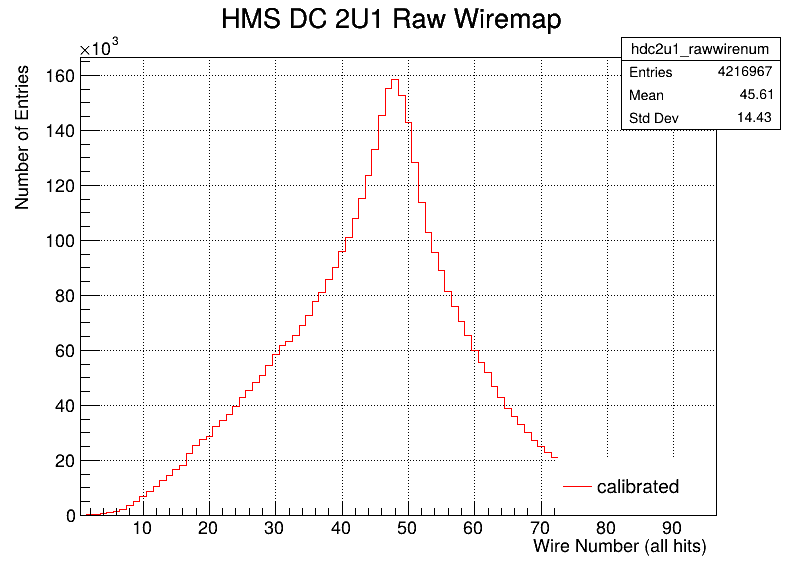 HMS DC 2U1 Raw Wiremap
×10³
hdc2u1_rawwirenum
Entries 4216967
Mean 45.61
Std Dev 14.43
Number of Entries
160
140
120
100
80
60
40
20
0
calibrated
10 20 30 40 50 60 70 80 90
Wire Number (all hits)